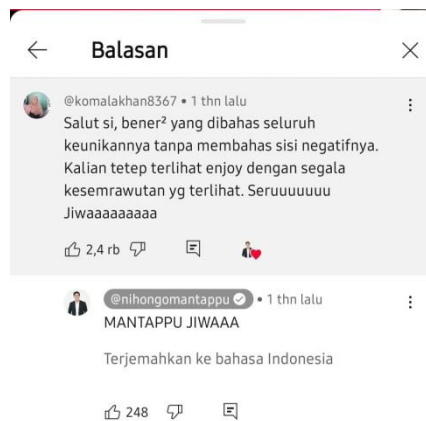 Balasan
@komalakhan8367 • 1 thn lalu
Salut si, bener² yang dibahas seluruh
keunikannya tanpa membahas sisi negatifnya.
Kalian tetep terlihat enjoy dengan segala
kesemrawutan yg terlihat. Seruuuuuuu
Jiwaaaaaaaaa
2,4 rb
@nihongomantappu • 1 thn lalu
MANTAPPU JIWAAA
Terjemahkan ke bahasa Indonesia
248